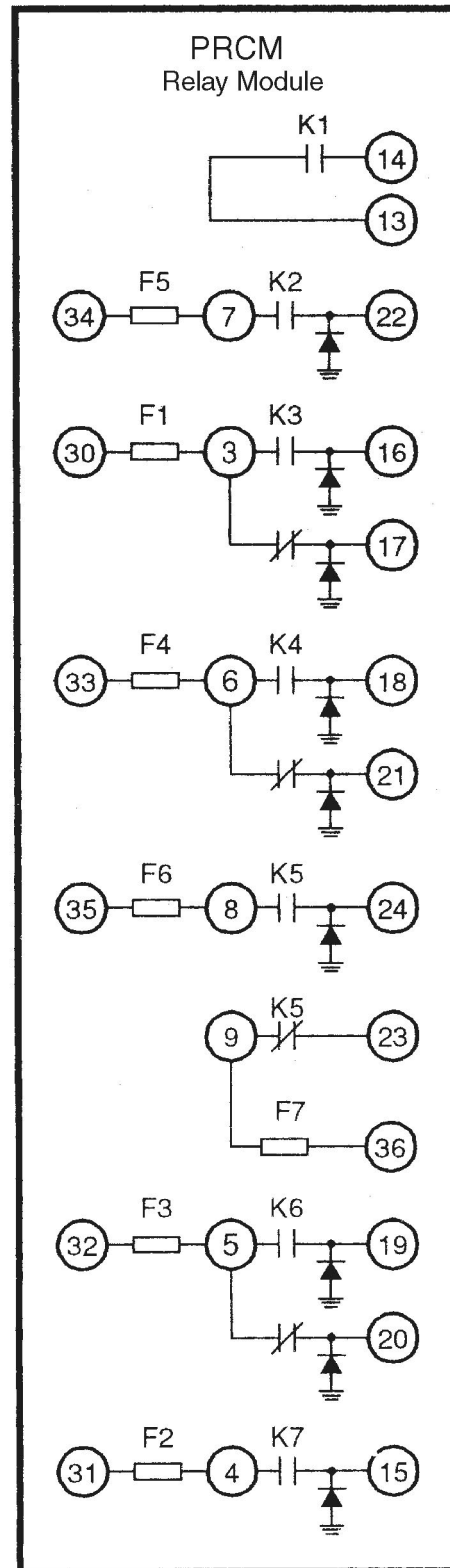 PRCM
Relay Module
K1
14
13
F5 K2
34 7 22
F1 K3
30 3 16
17
F4 K4
33 6 18
21
F6 K5
35 8 24
K5
9 23
F7
36
F3 K6
32 5 19
20
F2 K7
31 4 15